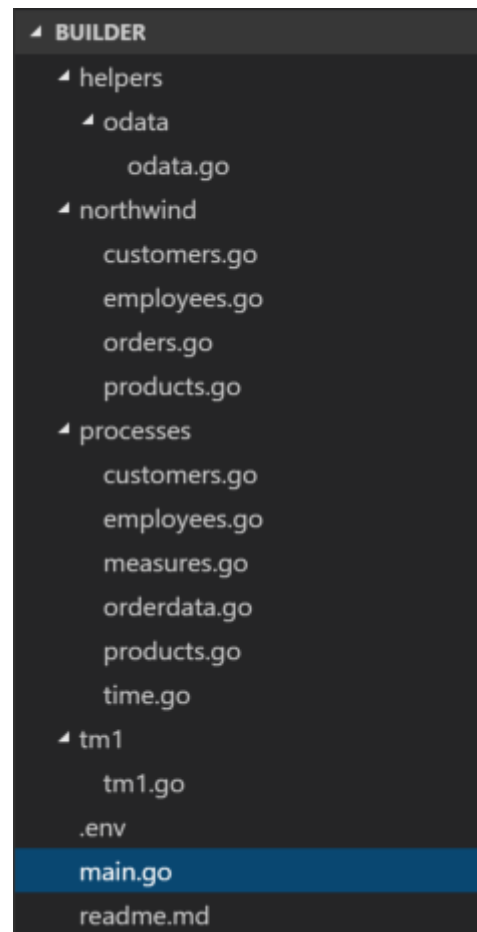 BUILDER
helpers
odata
odata.go
northwind
customers.go
employees.go
orders.go
products.go
processes
customers.go
employees.go
measures.go
orderdata.go
products.go
time.go
tm1
tm1.go
.env
main.go
readme.md